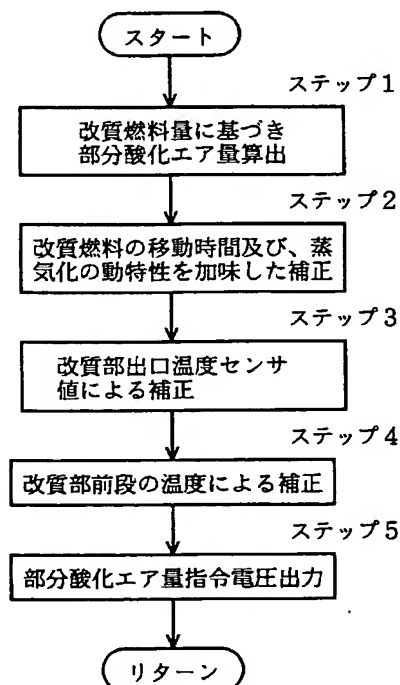 スタート
ステップ1
改質燃料量に基づき
部分酸化エア量算出
ステップ2
改質燃料の移動時間及び、蒸
気化の動特性を加味した補正
ステップ3
改質部出口温度センサ
値による補正
ステップ4
改質部前段の温度による補正
ステップ5
部分酸化エア量指令電圧出力
リターン